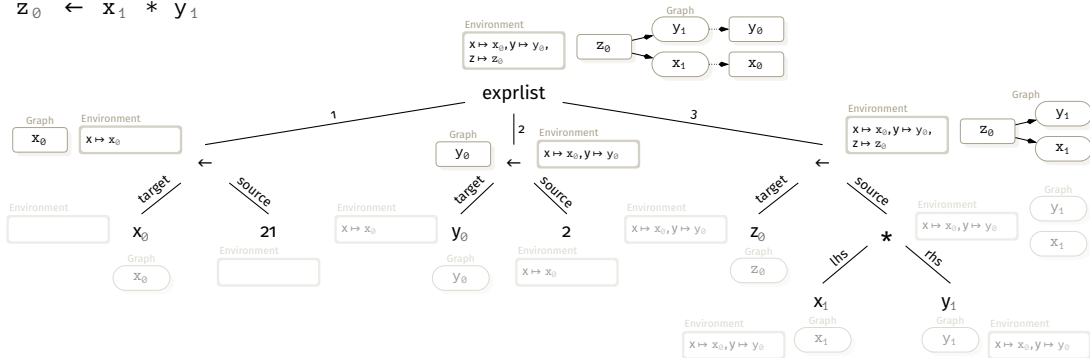 z₀ ← x₁ * y₁
Environment
x ↦ x₀, y ↦ y₀,
z ↦ z₀
Graph
z₀
y₁
y₀
x₁
x₀
exprlist
1
2
3
Graph
x₀
Environment
x ↦ x₀
←
y₀
Graph
Environment
x ↦ x₀, y ↦ y₀
←
Environment
x ↦ x₀, y ↦ y₀,
z ↦ z₀
Graph
z₀
y₁
x₁
←
target
source
target
source
target
source
Environment
x₀
Graph
x₀
21
Environment
Environment
x ↦ x₀
y₀
Graph
y₀
2
Environment
x ↦ x₀
Environment
x ↦ x₀, y ↦ y₀
z₀
Graph
z₀
*
Environment
x ↦ x₀, y ↦ y₀
Graph
y₁
x₁
lhs
rhs
x₁
Environment
x ↦ x₀, y ↦ y₀
Graph
x₁
y₁
Graph
y₁
Environment
x ↦ x₀, y ↦ y₀